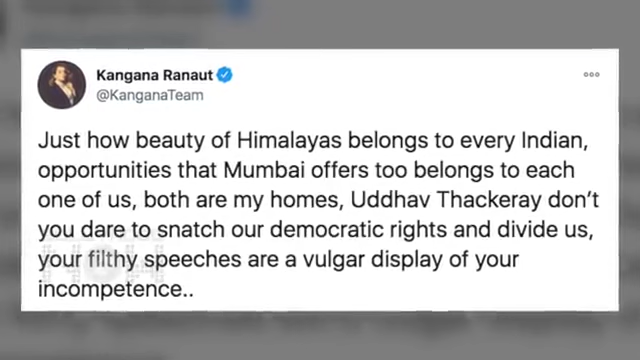 Kangana Ranaut
@KanganaTeam
Just how beauty of Himalayas belongs to every Indian,
opportunities that Mumbai offers too belongs to each
one of us, both are my homes, Uddhav Thackeray don't
you dare to snatch our democratic rights and divide us,
your filthy speeches are a vulgar display of your
incompetence..